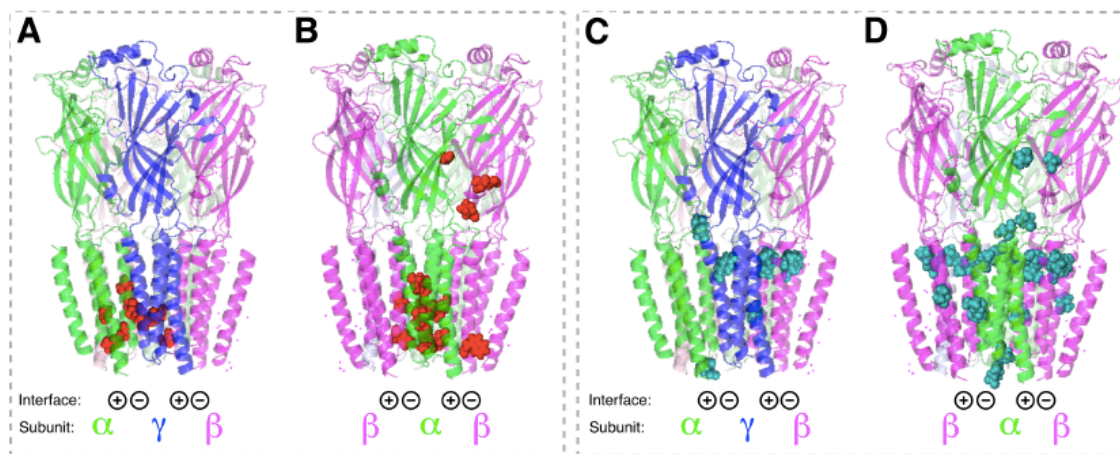 A B C D
Interface: + − + − + − + − Interface: + − + − + − + −
Subunit: α γ β β α β Subunit: α γ β β α β